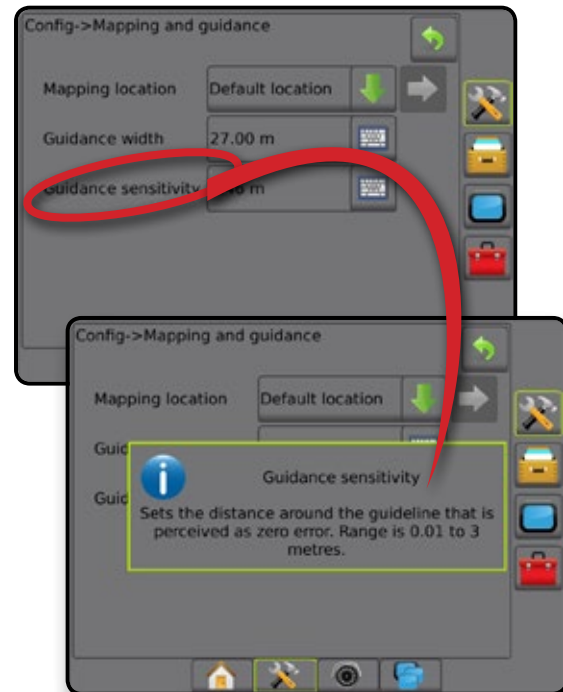 Config->Mapping and guidance
Mapping location Default location
Guidance width 27.00 m
Guidance sensitivity m
Config->Mapping and guidance
Mapping location Default location
Guidance sensitivity
Sets the distance around the guideline that is
perceived as zero error. Range is 0.01 to 3
metres.